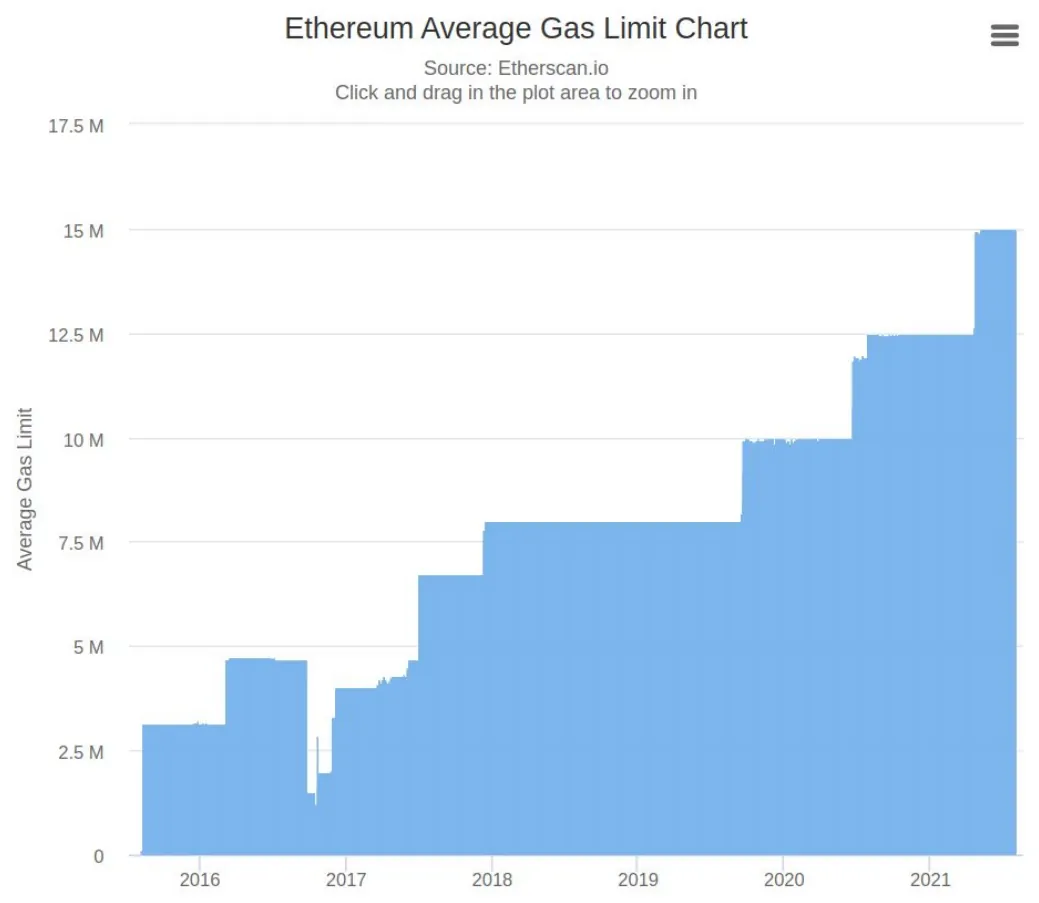 Ethereum Average Gas Limit Chart
Source: Etherscan.io
Click and drag in the plot area to zoom in
Average Gas Limit
17.5 M
15 M
12.5 M
10 M
7.5 M
5 M
2.5 M
0
2016 2017 2018 2019 2020 2021